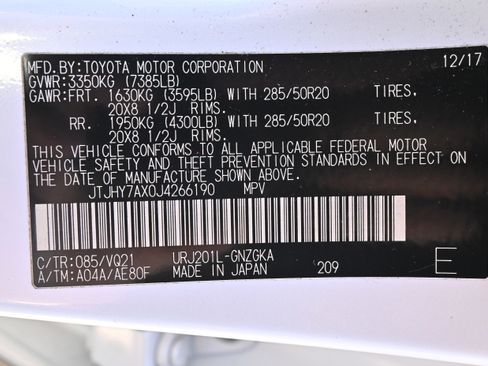 MFD.BY:TOYOTA MOTOR CORPORATION 12/17
GVWR:3350KG (7385LB)
GAWR:FRT. 1630KG (3595LB) WITH 285/50R20 TIRES,
20X8 1/2J RIMS.
RR. 1950KG (4300LB) WITH 285/50R20 TIRES,
20X8 1/2J RIMS.
THIS VEHICLE CONFORMS TO ALL APPLICABLE FEDERAL MOTOR
VEHICLE SAFETY AND THEFT PREVENTION STANDARDS IN EFFECT ON
THE DATE OF MANUFACTURE SHOWN ABOVE.
JTJHY7AX0J4266190 MPV
C/TR:085/VQ21 URJ201L-GNZGKA
A/TM:A04A/AE80F MADE IN JAPAN 209 E